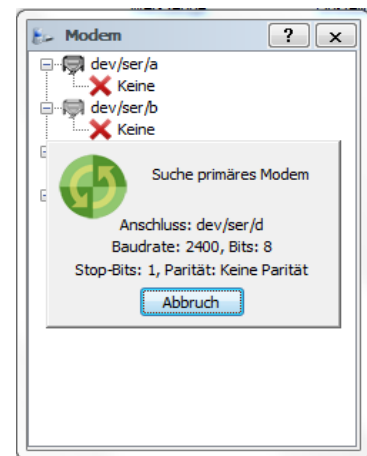 Modem
?
x
dev/ser/a
Keine
dev/ser/b
Keine
Suche primäres Modem
Anschluss: dev/ser/d
Baudrate: 2400, Bits: 8
Stop-Bits: 1, Parität: Keine Parität
Abbruch